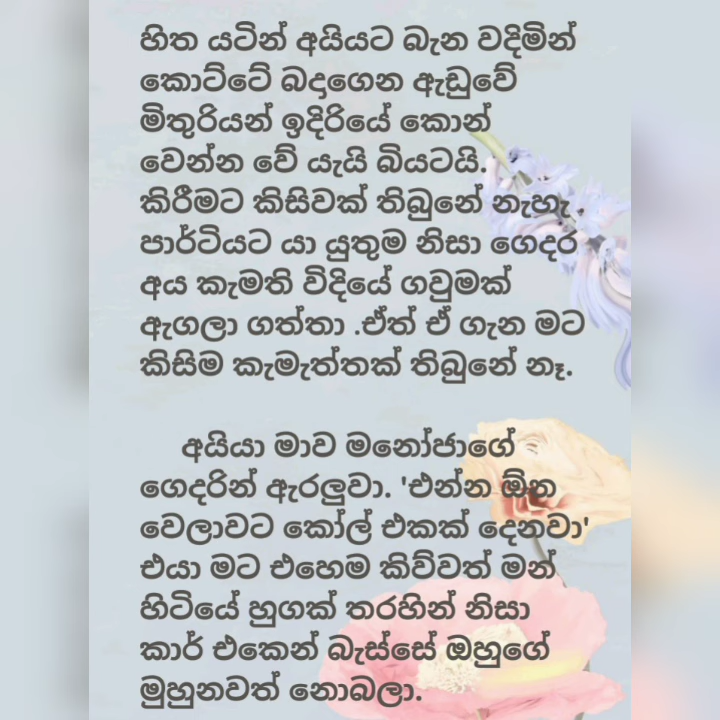 හිත යටින් අයියට බැන වදිමින්
කොට්ටේ බදාගෙන ඇඩුවේ
මිතුරියන් ඉදිරියේ කොන්
වෙන්න වේ යැයි බියටයි.
කිරීමට කිසිවක් තිබුනේ නැහැ
පාර්ටියට යා යුතුම නිසා ගෙදර
අය කැමති විදියේ ගවුමක්
ඇගලා ගත්තා .ඒත් ඒ ගැන මට
කිසිම කැමැත්තක් තිබුනේ නෑ.
අයියා මාව මනෝජාගේ
ගෙදරින් ඇරලුවා. 'එන්න ඕන
වෙලාවට කෝල් එකක් දෙනවා'
එයා මට එහෙම කිව්වත් මන්
හිටියේ හුගක් තරහින් නිසා
කාර් එකෙන් බැස්සේ ඔහුගේ
මුහුනවත් නොබලා.